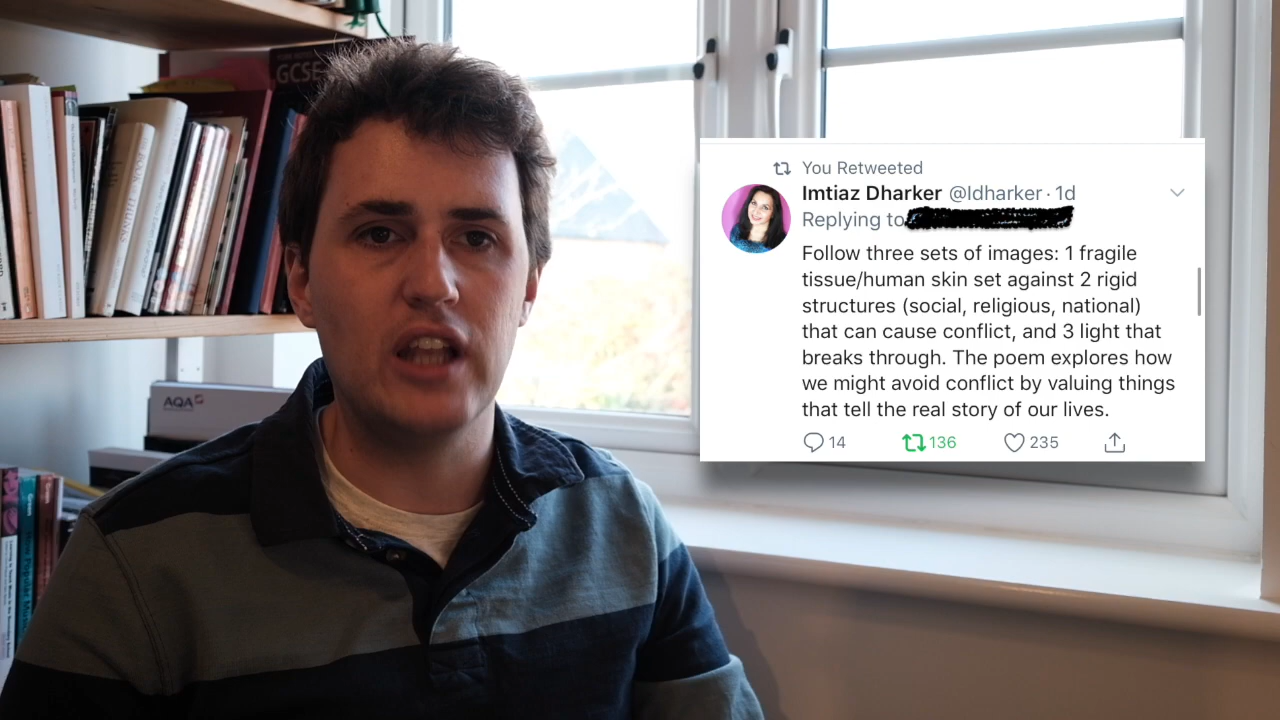 GCSE
AQA
You Retweeted
Imtiaz Dharker @Idharker · 1d
Replying to
Follow three sets of images: 1 fragile
tissue/human skin set against 2 rigid
structures (social, religious, national)
that can cause conflict, and 3 light that
breaks through. The poem explores how
we might avoid conflict by valuing things
that tell the real story of our lives.
14 136 235